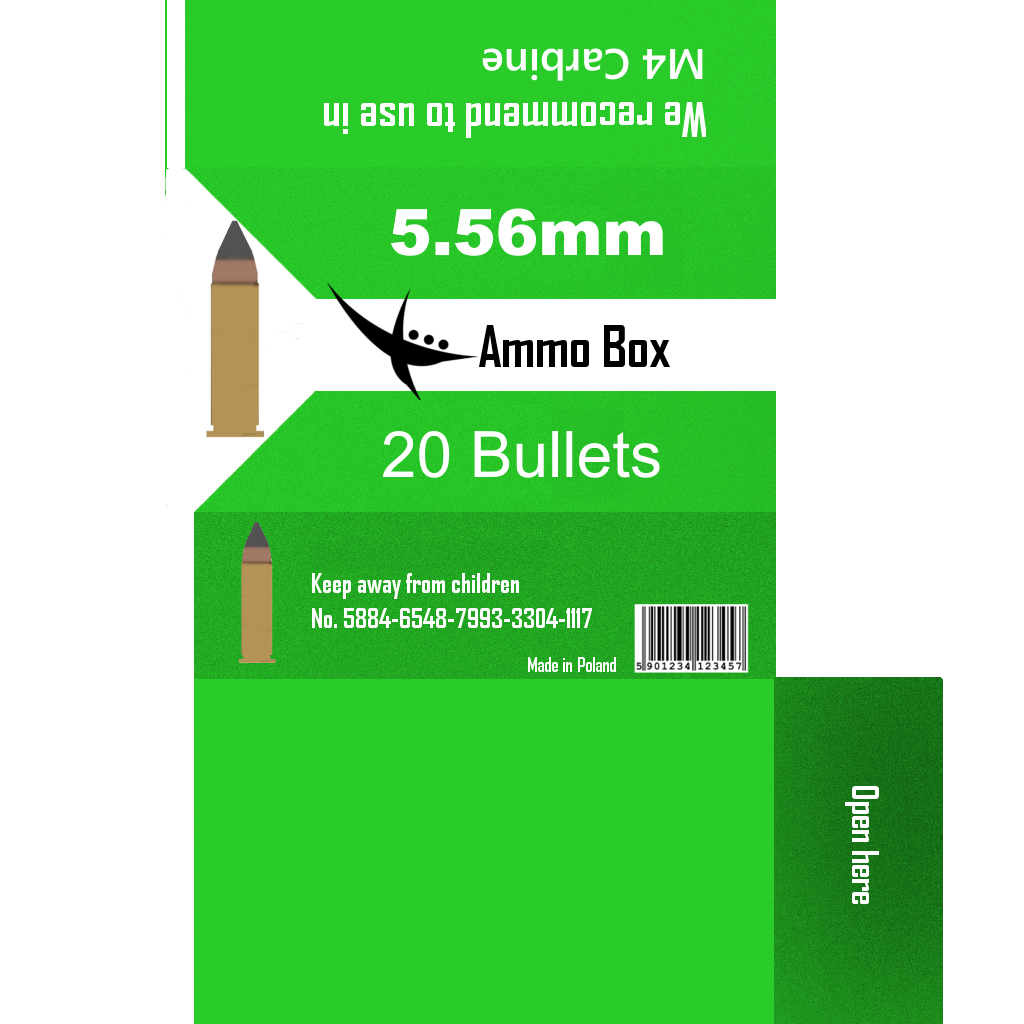 We recommend to use in
M4 Carbine
5.56mm
Ammo Box
20 Bullets
Keep away from children
No. 5884-6548-7993-3304-1117
Made in Poland
5 901234 123457
Open here